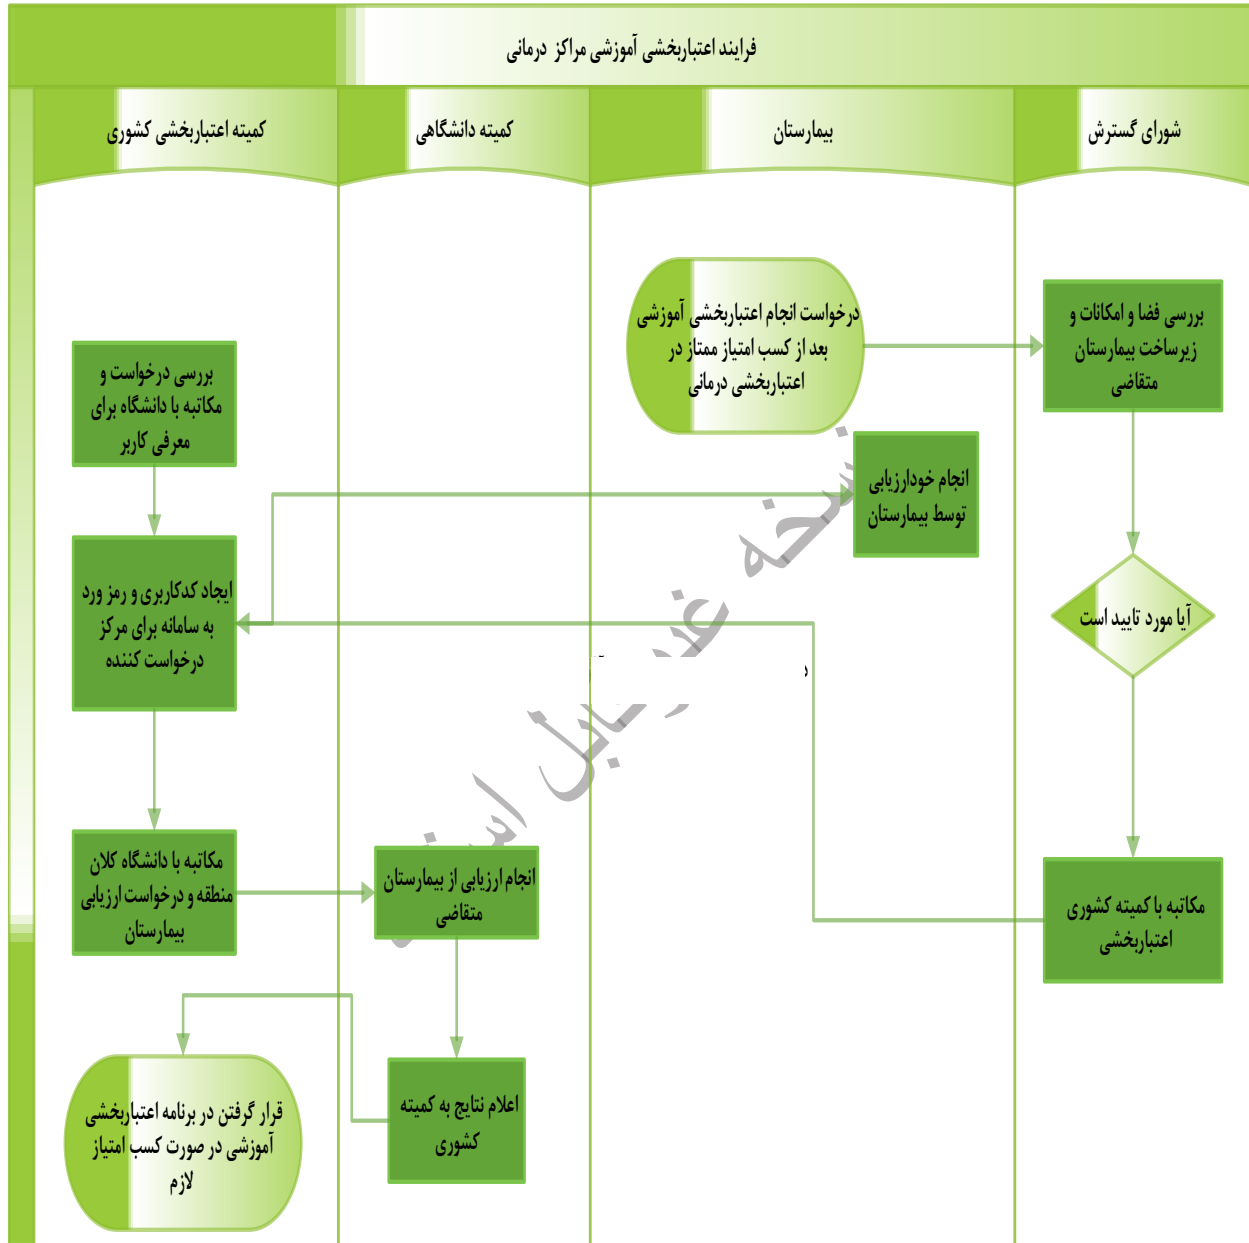 فرایند اعتباربخشی آموزشی مراکز درمانی
شورای گسترش
بیمارستان
کمیته دانشگاهی
کمیته اعتباربخشی کشوری
درخواست انجام اعتباربخشی آموزشی
بعد از کسب امتیاز ممتاز در
اعتباربخشی درمانی
بررسی فضا و امکانات و
زیرساخت بیمارستان
متقاضی
آیا مورد تایید است
مکاتبه با کمیته کشوری
اعتباربخشی
بررسی درخواست و
مکاتبه با دانشگاه برای
معرفی کاربر
ایجاد کدکاربری و رمز ورد
به سامانه برای مرکز
درخواست کننده
انجام خودارزیابی
توسط بیمارستان
مکاتبه با دانشگاه کلان
منطقه و درخواست ارزیابی
بیمارستان
انجام ارزیابی از بیمارستان
متقاضی
اعلام نتایج به کمیته
کشوری
قرار گرفتن در برنامه اعتباربخشی
آموزشی در صورت کسب امتیاز
لازم